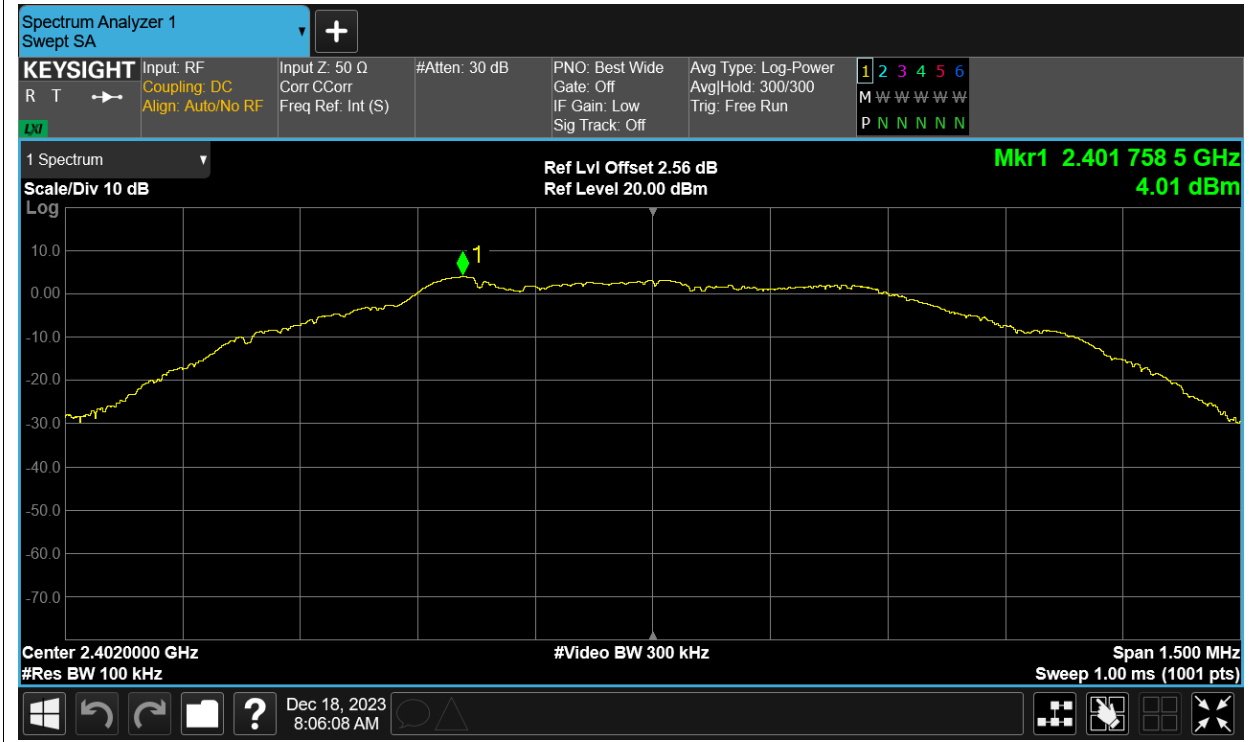 Spectrum Analyzer 1
Swept SA
KEYSIGHT
R T
LXI
Input: RF
Coupling: DC
Align: Auto/No RF
Input Z: 50 Ω
Corr CCorr
Freq Ref: Int (S)
#Atten: 30 dB
PNO: Best Wide
Gate: Off
IF Gain: Low
Sig Track: Off
Avg Type: Log-Power
Avg|Hold: 300/300
Trig: Free Run
1 2 3 4 5 6
M W W W W W
P N N N N N
1 Spectrum
Scale/Div 10 dB
Log
Ref Lvl Offset 2.56 dB
Ref Level 20.00 dBm
Mkr1 2.401 758 5 GHz
4.01 dBm
1
10.0
0.00
-10.0
-20.0
-30.0
-40.0
-50.0
-60.0
-70.0
Center 2.4020000 GHz
#Res BW 100 kHz
#Video BW 300 kHz
Span 1.500 MHz
Sweep 1.00 ms (1001 pts)
?
Dec 18, 2023
8:06:08 AM